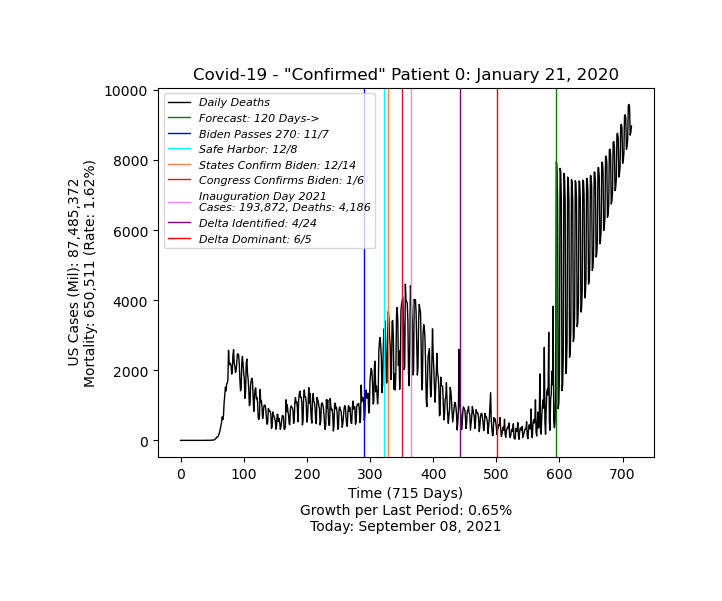 Covid-19 - "Confirmed" Patient 0: January 21, 2020
10000
8000
6000
4000
2000
0
US Cases (Mil): 87,485,372
Mortality: 650,511 (Rate: 1.62%)
Daily Deaths
Forecast: 120 Days->
Biden Passes 270: 11/7
Safe Harbor: 12/8
States Confirm Biden: 12/14
Congress Confirms Biden: 1/6
Inauguration Day 2021
Cases: 193,872, Deaths: 4,186
Delta Identified: 4/24
Delta Dominant: 6/5
0 100 200 300 400 500 600 700
Time (715 Days)
Growth per Last Period: 0.65%
Today: September 08, 2021